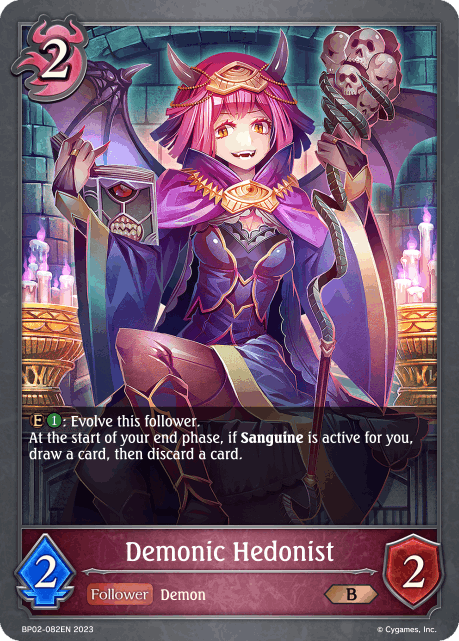 2
E 1: Evolve this follower.
At the start of your end phase, if Sanguine is active for you,
draw a card, then discard a card.
Demonic Hedonist
2
Follower Demon
B
2
BP02-082EN 2023
© Cygames, Inc.